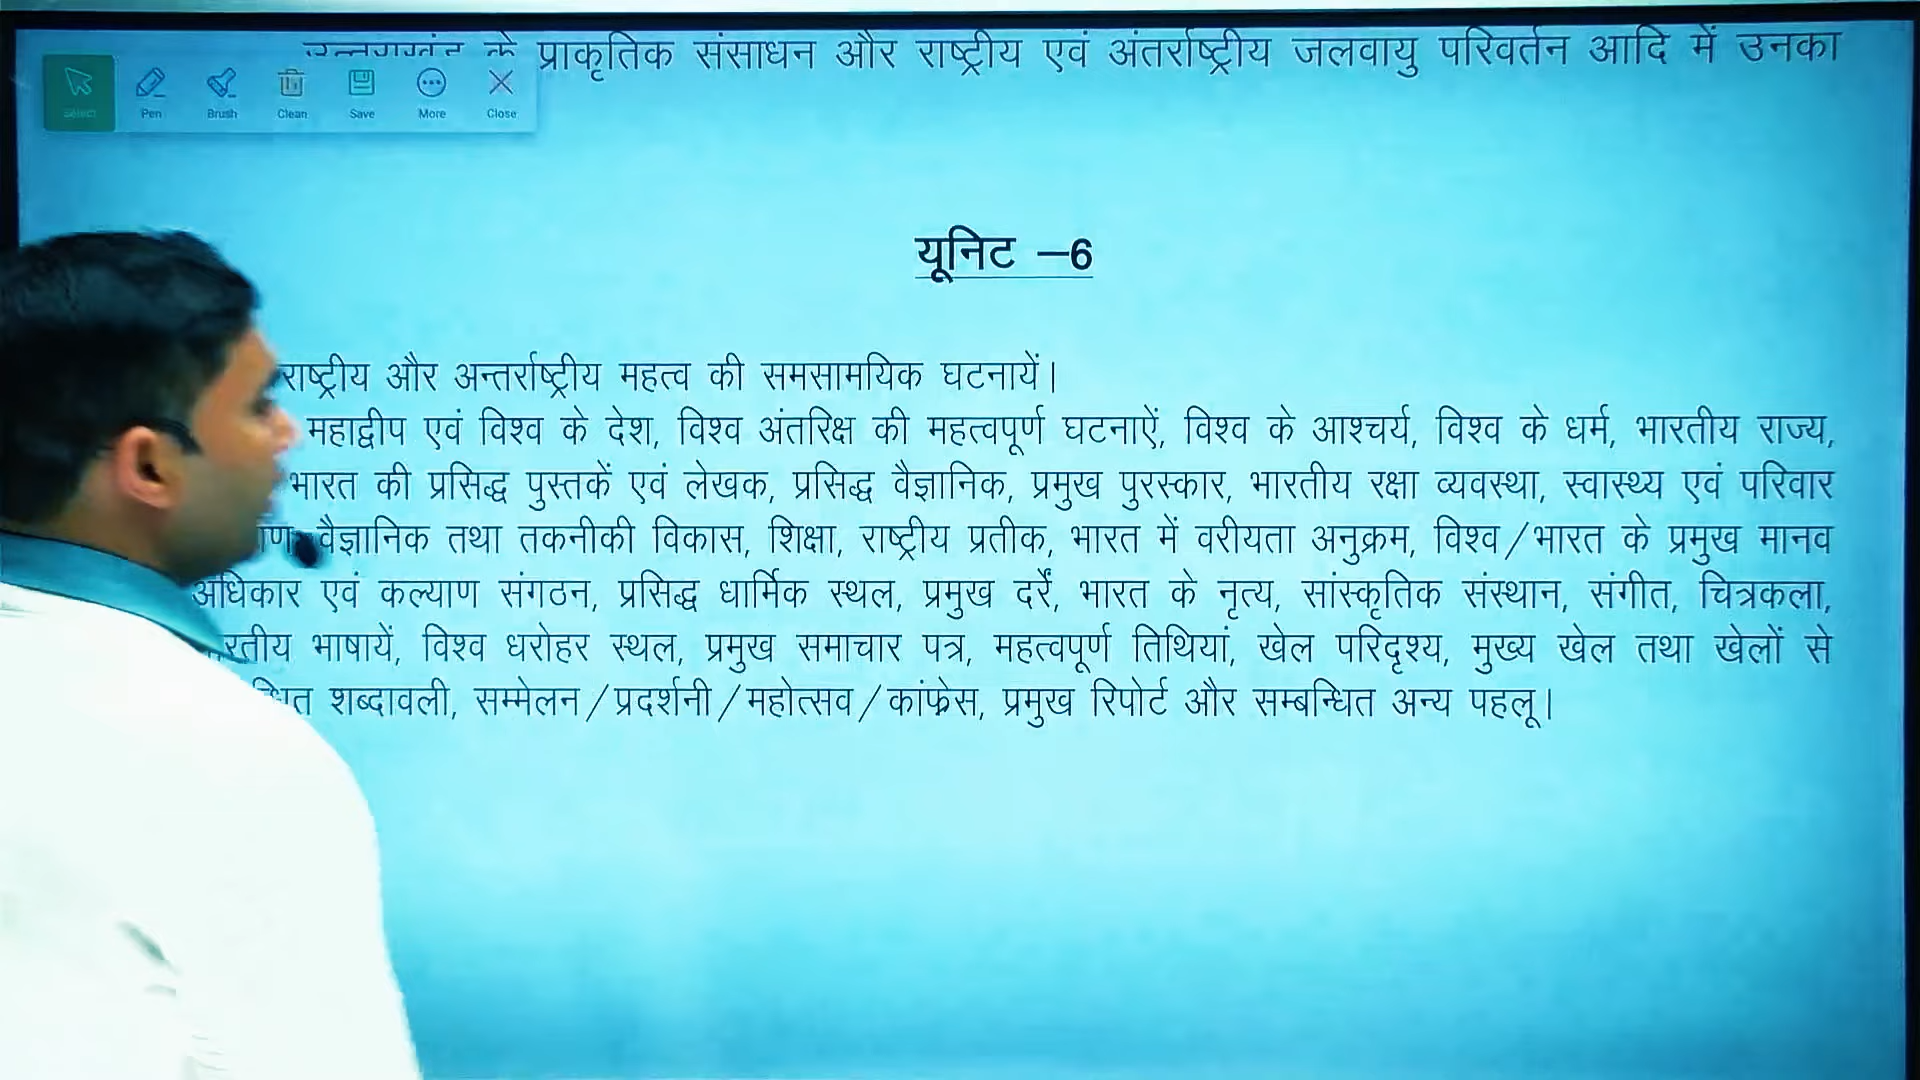 के प्राकृतिक संसाधन और राष्ट्रीय एवं अंतर्राष्ट्रीय जलवायु परिवर्तन आदि में उनका
Select Pen Brush Clean Save More Close
यूनिट –6
राष्ट्रीय और अन्तर्राष्ट्रीय महत्व की समसामयिक घटनायें।
महाद्वीप एवं विश्व के देश, विश्व अंतरिक्ष की महत्वपूर्ण घटनाऐं, विश्व के आश्चर्य, विश्व के धर्म, भारतीय राज्य,
भारत की प्रसिद्ध पुस्तकें एवं लेखक, प्रसिद्ध वैज्ञानिक, प्रमुख पुरस्कार, भारतीय रक्षा व्यवस्था, स्वास्थ्य एवं परिवार
वैज्ञानिक तथा तकनीकी विकास, शिक्षा, राष्ट्रीय प्रतीक, भारत में वरीयता अनुक्रम, विश्व/भारत के प्रमुख मानव
अधिकार एवं कल्याण संगठन, प्रसिद्ध धार्मिक स्थल, प्रमुख दर्रें, भारत के नृत्य, सांस्कृतिक संस्थान, संगीत, चित्रकला,
भाषायें, विश्व धरोहर स्थल, प्रमुख समाचार पत्र, महत्वपूर्ण तिथियां, खेल परिदृश्य, मुख्य खेल तथा खेलों से
शब्दावली, सम्मेलन/प्रदर्शनी/महोत्सव/कांफ्रेस, प्रमुख रिपोर्ट और सम्बन्धित अन्य पहलू।